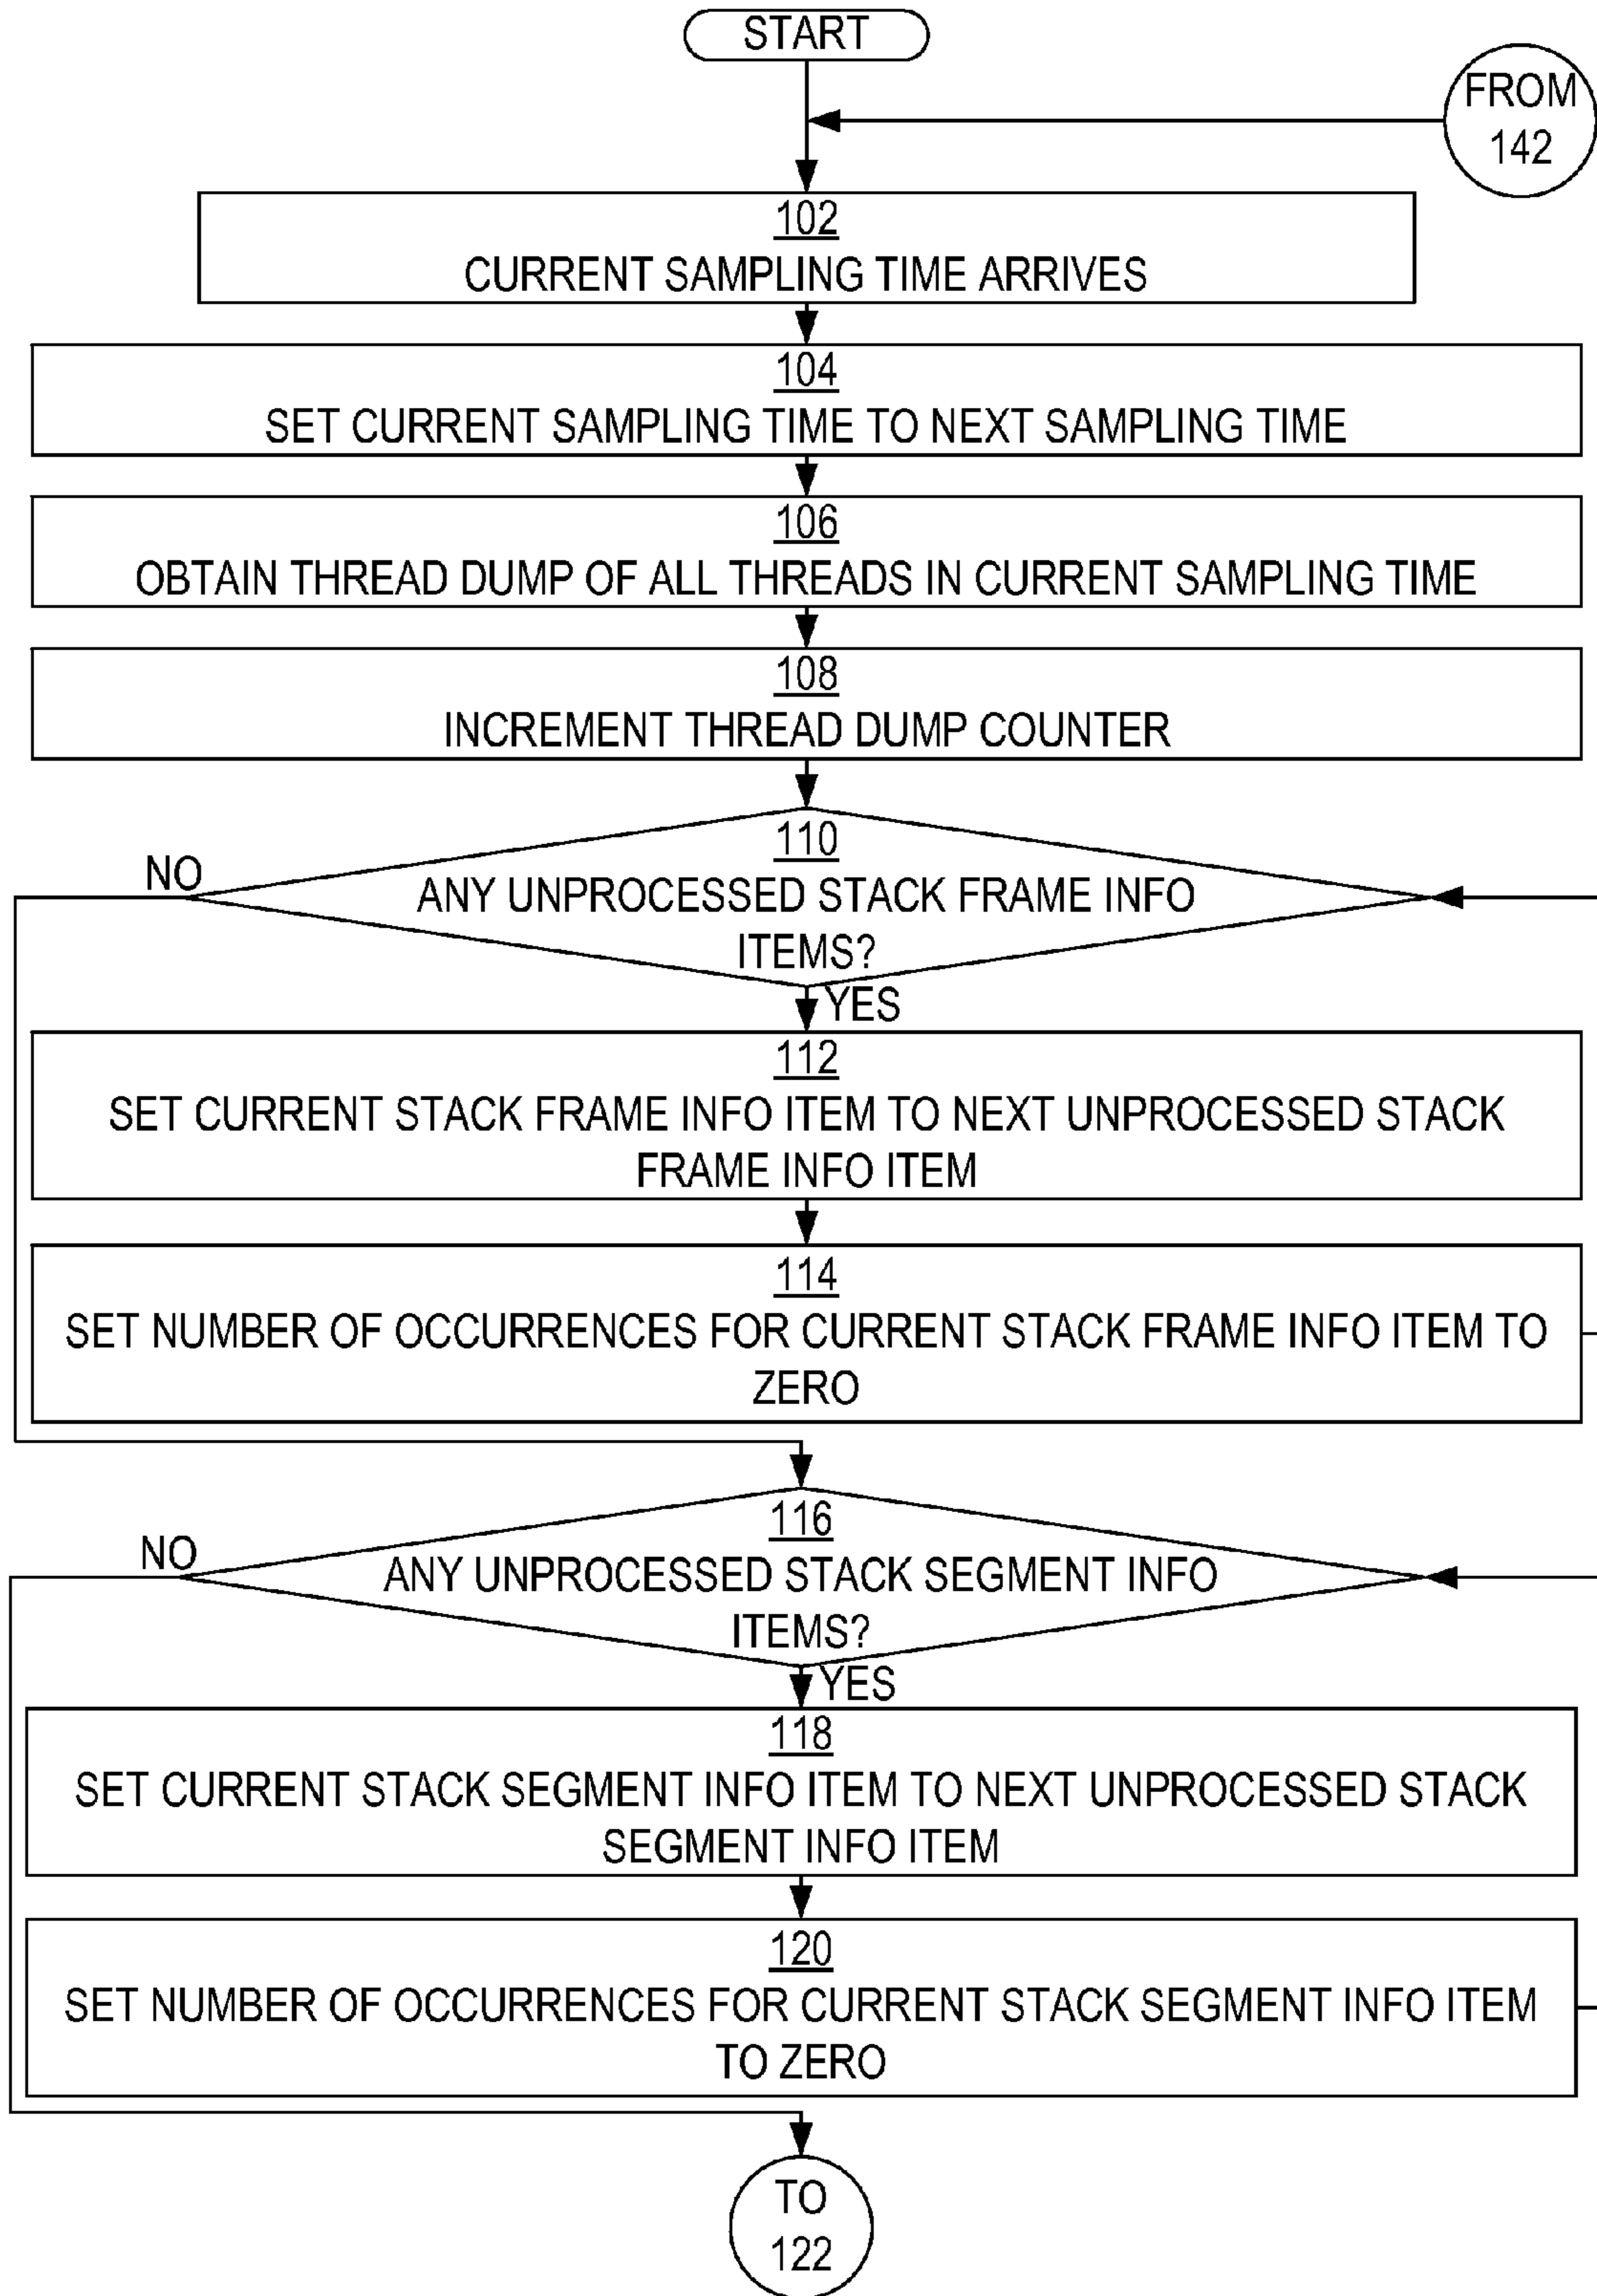 START
FROM
142
102
CURRENT SAMPLING TIME ARRIVES
104
SET CURRENT SAMPLING TIME TO NEXT SAMPLING TIME
106
OBTAIN THREAD DUMP OF ALL THREADS IN CURRENT SAMPLING TIME
108
INCREMENT THREAD DUMP COUNTER
110
NO
ANY UNPROCESSED STACK FRAME INFO
ITEMS?
YES
112
SET CURRENT STACK FRAME INFO ITEM TO NEXT UNPROCESSED STACK
FRAME INFO ITEM
114
SET NUMBER OF OCCURRENCES FOR CURRENT STACK FRAME INFO ITEM TO
ZERO
116
NO
ANY UNPROCESSED STACK SEGMENT INFO
ITEMS?
YES
118
SET CURRENT STACK SEGMENT INFO ITEM TO NEXT UNPROCESSED STACK
SEGMENT INFO ITEM
120
SET NUMBER OF OCCURRENCES FOR CURRENT STACK SEGMENT INFO ITEM
TO ZERO
TO
122